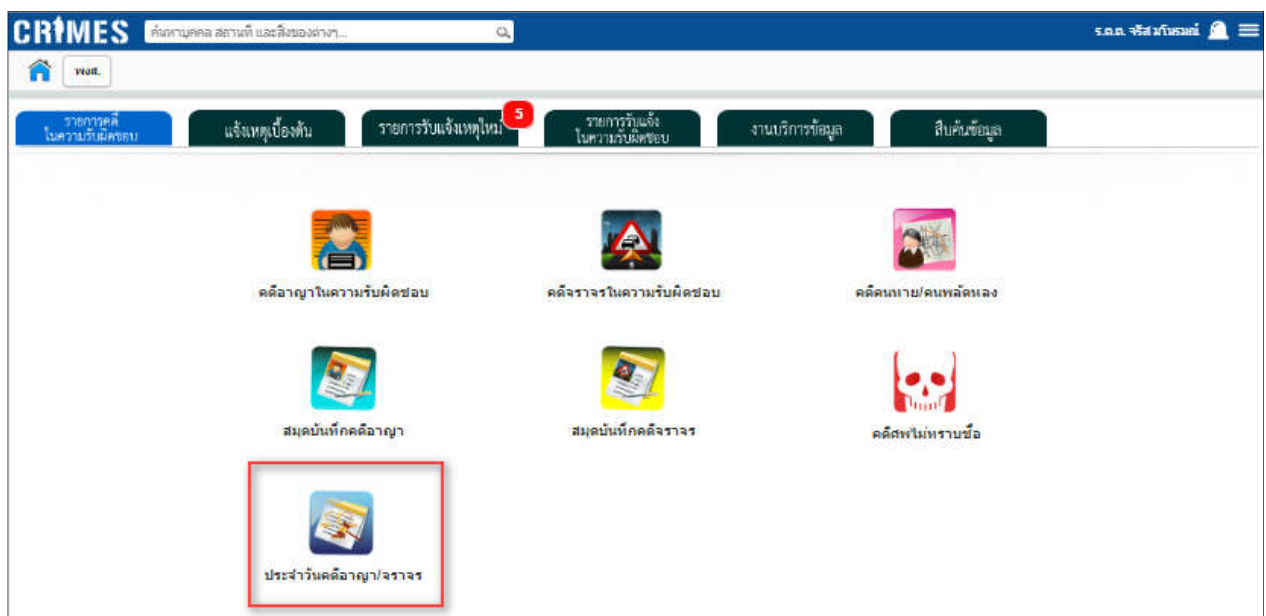 CRIMES
ค้นหาบุคคล สถานที่ และสิ่งของต่างๆ...
ร.ต.ต. จรัส
พงส.
รายการคดี
ในความรับผิดชอบ
แจ้งเหตุเบื้องต้น
รายการรับแจ้งเหตุใหม่
5
รายการรับแจ้ง
ในความรับผิดชอบ
งานบริการข้อมูล
สืบค้นข้อมูล
คดีอาญาในความรับผิดชอบ
คดีจราจรในความรับผิดชอบ
คดีคนหาย/คนพลัดหลง
สมุดบันทึกคดีอาญา
สมุดบันทึกคดีจราจร
คดีศพไม่ทราบชื่อ
ประจำวันคดีอาญา/จราจร